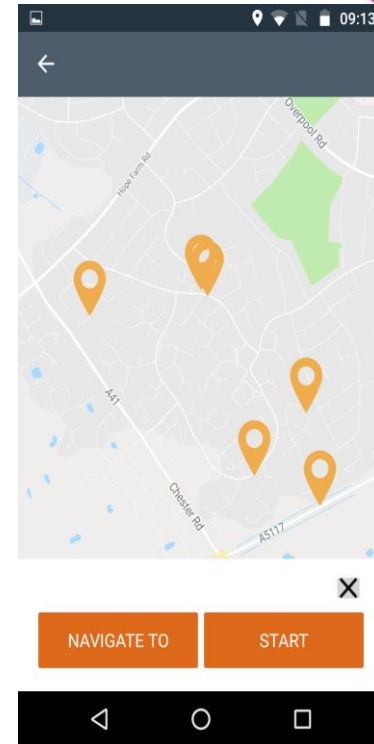 09:13
Overpool Rd
Hope Farm Rd
A41
Chester Rd
A5117
NAVIGATE TO
START